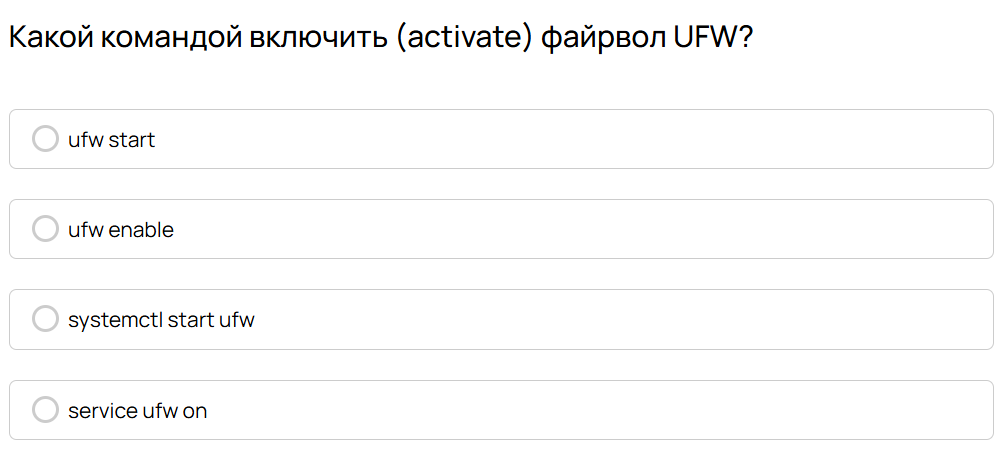 Какой командой включить (activate) файрвол UFW?
ufw start
ufw enable
systemctl start ufw
service ufw on